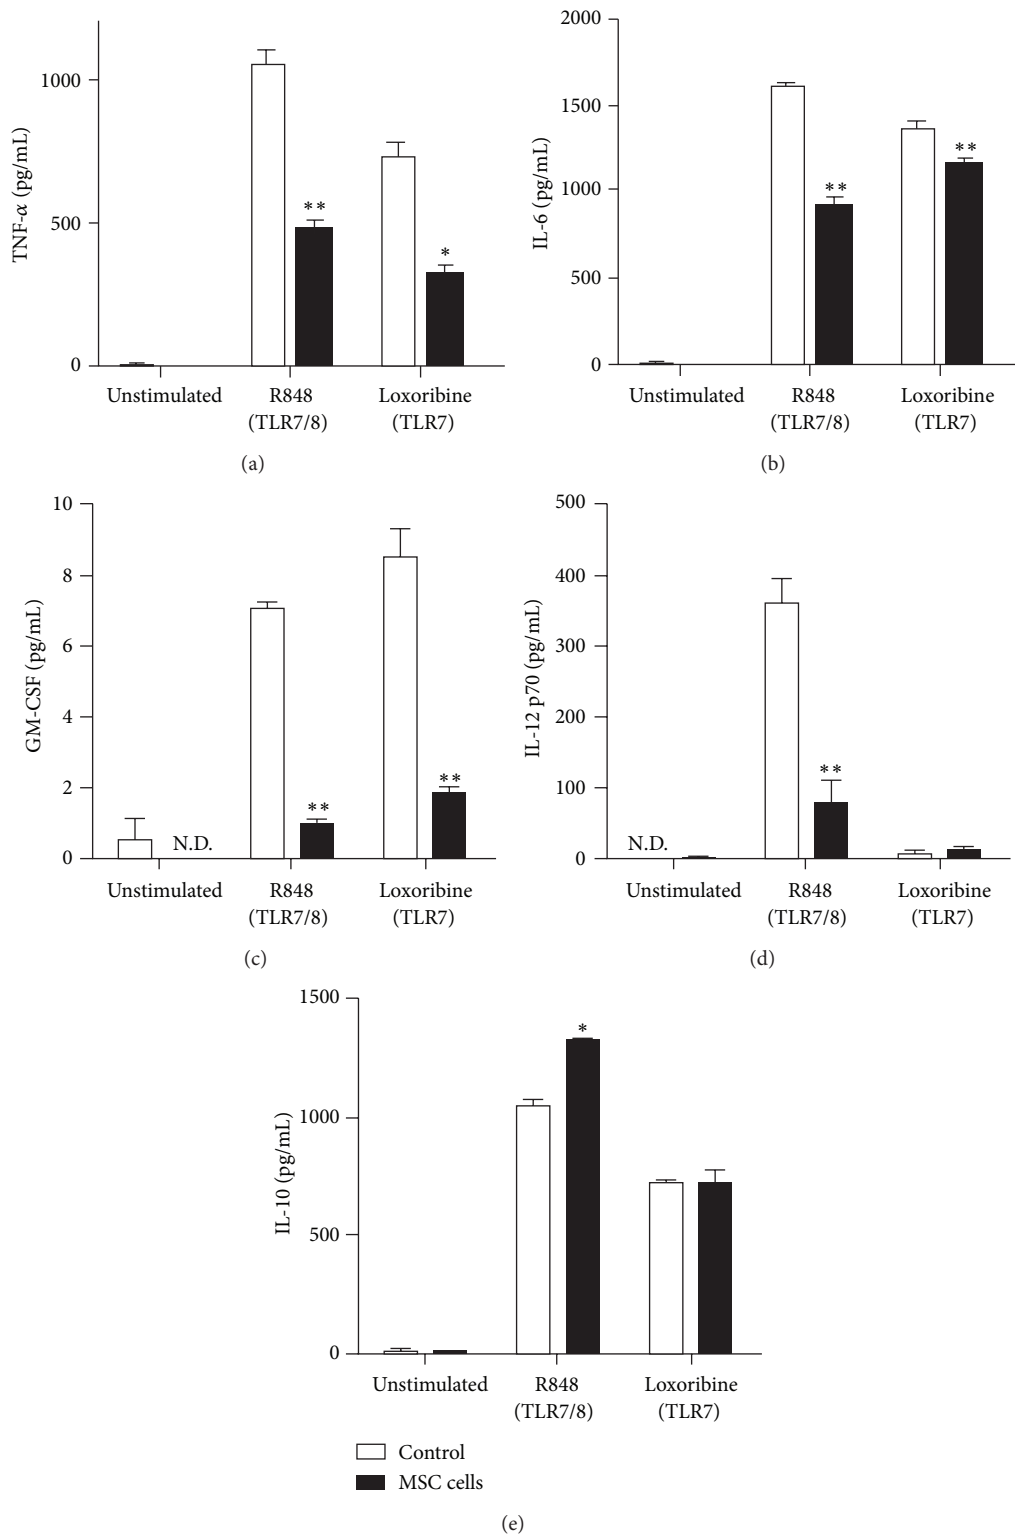 TNF-α (pg/mL)
1000
500
0
**
*
Unstimulated
R848
(TLR7/8)
Loxoribine
(TLR7)
(a)
IL-6 (pg/mL)
2000
1500
1000
500
0
**
**
Unstimulated
R848
(TLR7/8)
Loxoribine
(TLR7)
(b)
GM-CSF (pg/mL)
10
8
6
4
2
0
N.D.
**
**
Unstimulated
R848
(TLR7/8)
Loxoribine
(TLR7)
(c)
IL-12 p70 (pg/mL)
500
400
300
200
100
0
N.D.
**
Unstimulated
R848
(TLR7/8)
Loxoribine
(TLR7)
(d)
IL-10 (pg/mL)
1500
1000
500
0
*
Unstimulated
R848
(TLR7/8)
Loxoribine
(TLR7)
Control
MSC cells
(e)